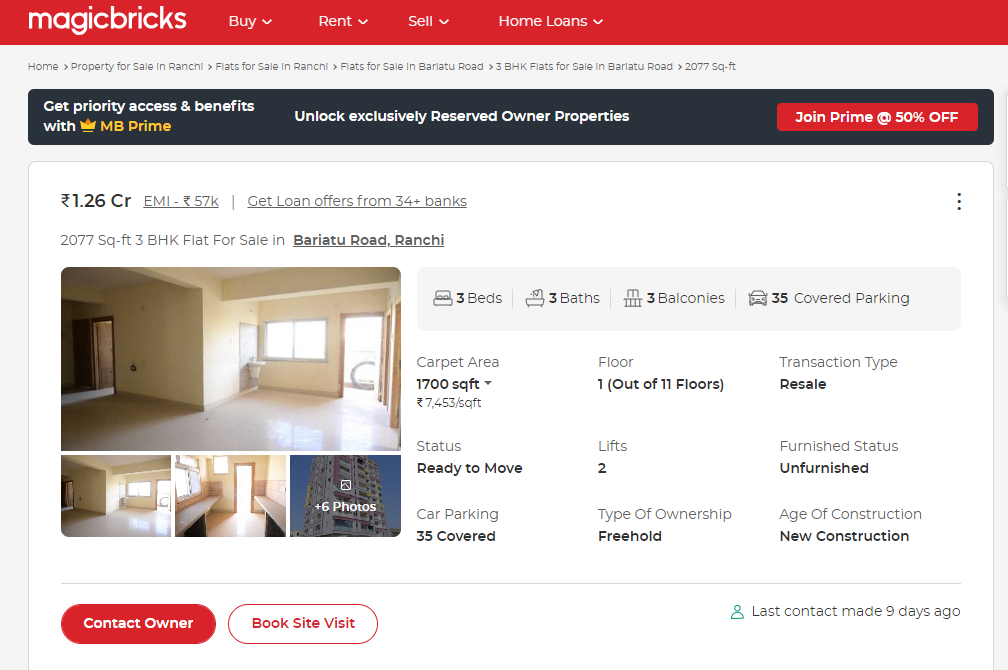 magicbricks Buy Rent Sell Home Loans
Home > Property for Sale in Ranchi > Flats for Sale in Ranchi > Flats for Sale in Bariatu Road > 3 BHK Flats for Sale in Bariatu Road > 2077 Sq-ft
Get priority access & benefits
with MB Prime
Unlock exclusively Reserved Owner Properties
Join Prime @ 50% OFF
₹1.26 Cr EMI - ₹ 57k | Get Loan offers from 34+ banks
2077 Sq-ft 3 BHK Flat For Sale in Bariatu Road, Ranchi
3 Beds 3 Baths 3 Balconies 35 Covered Parking
Carpet Area
1700 sqft
₹ 7,453/sqft
Floor
1 (Out of 11 Floors)
Transaction Type
Resale
Status
Ready to Move
Lifts
2
Furnished Status
Unfurnished
+6 Photos
Car Parking
35 Covered
Type Of Ownership
Freehold
Age Of Construction
New Construction
Contact Owner
Book Site Visit
Last contact made 9 days ago